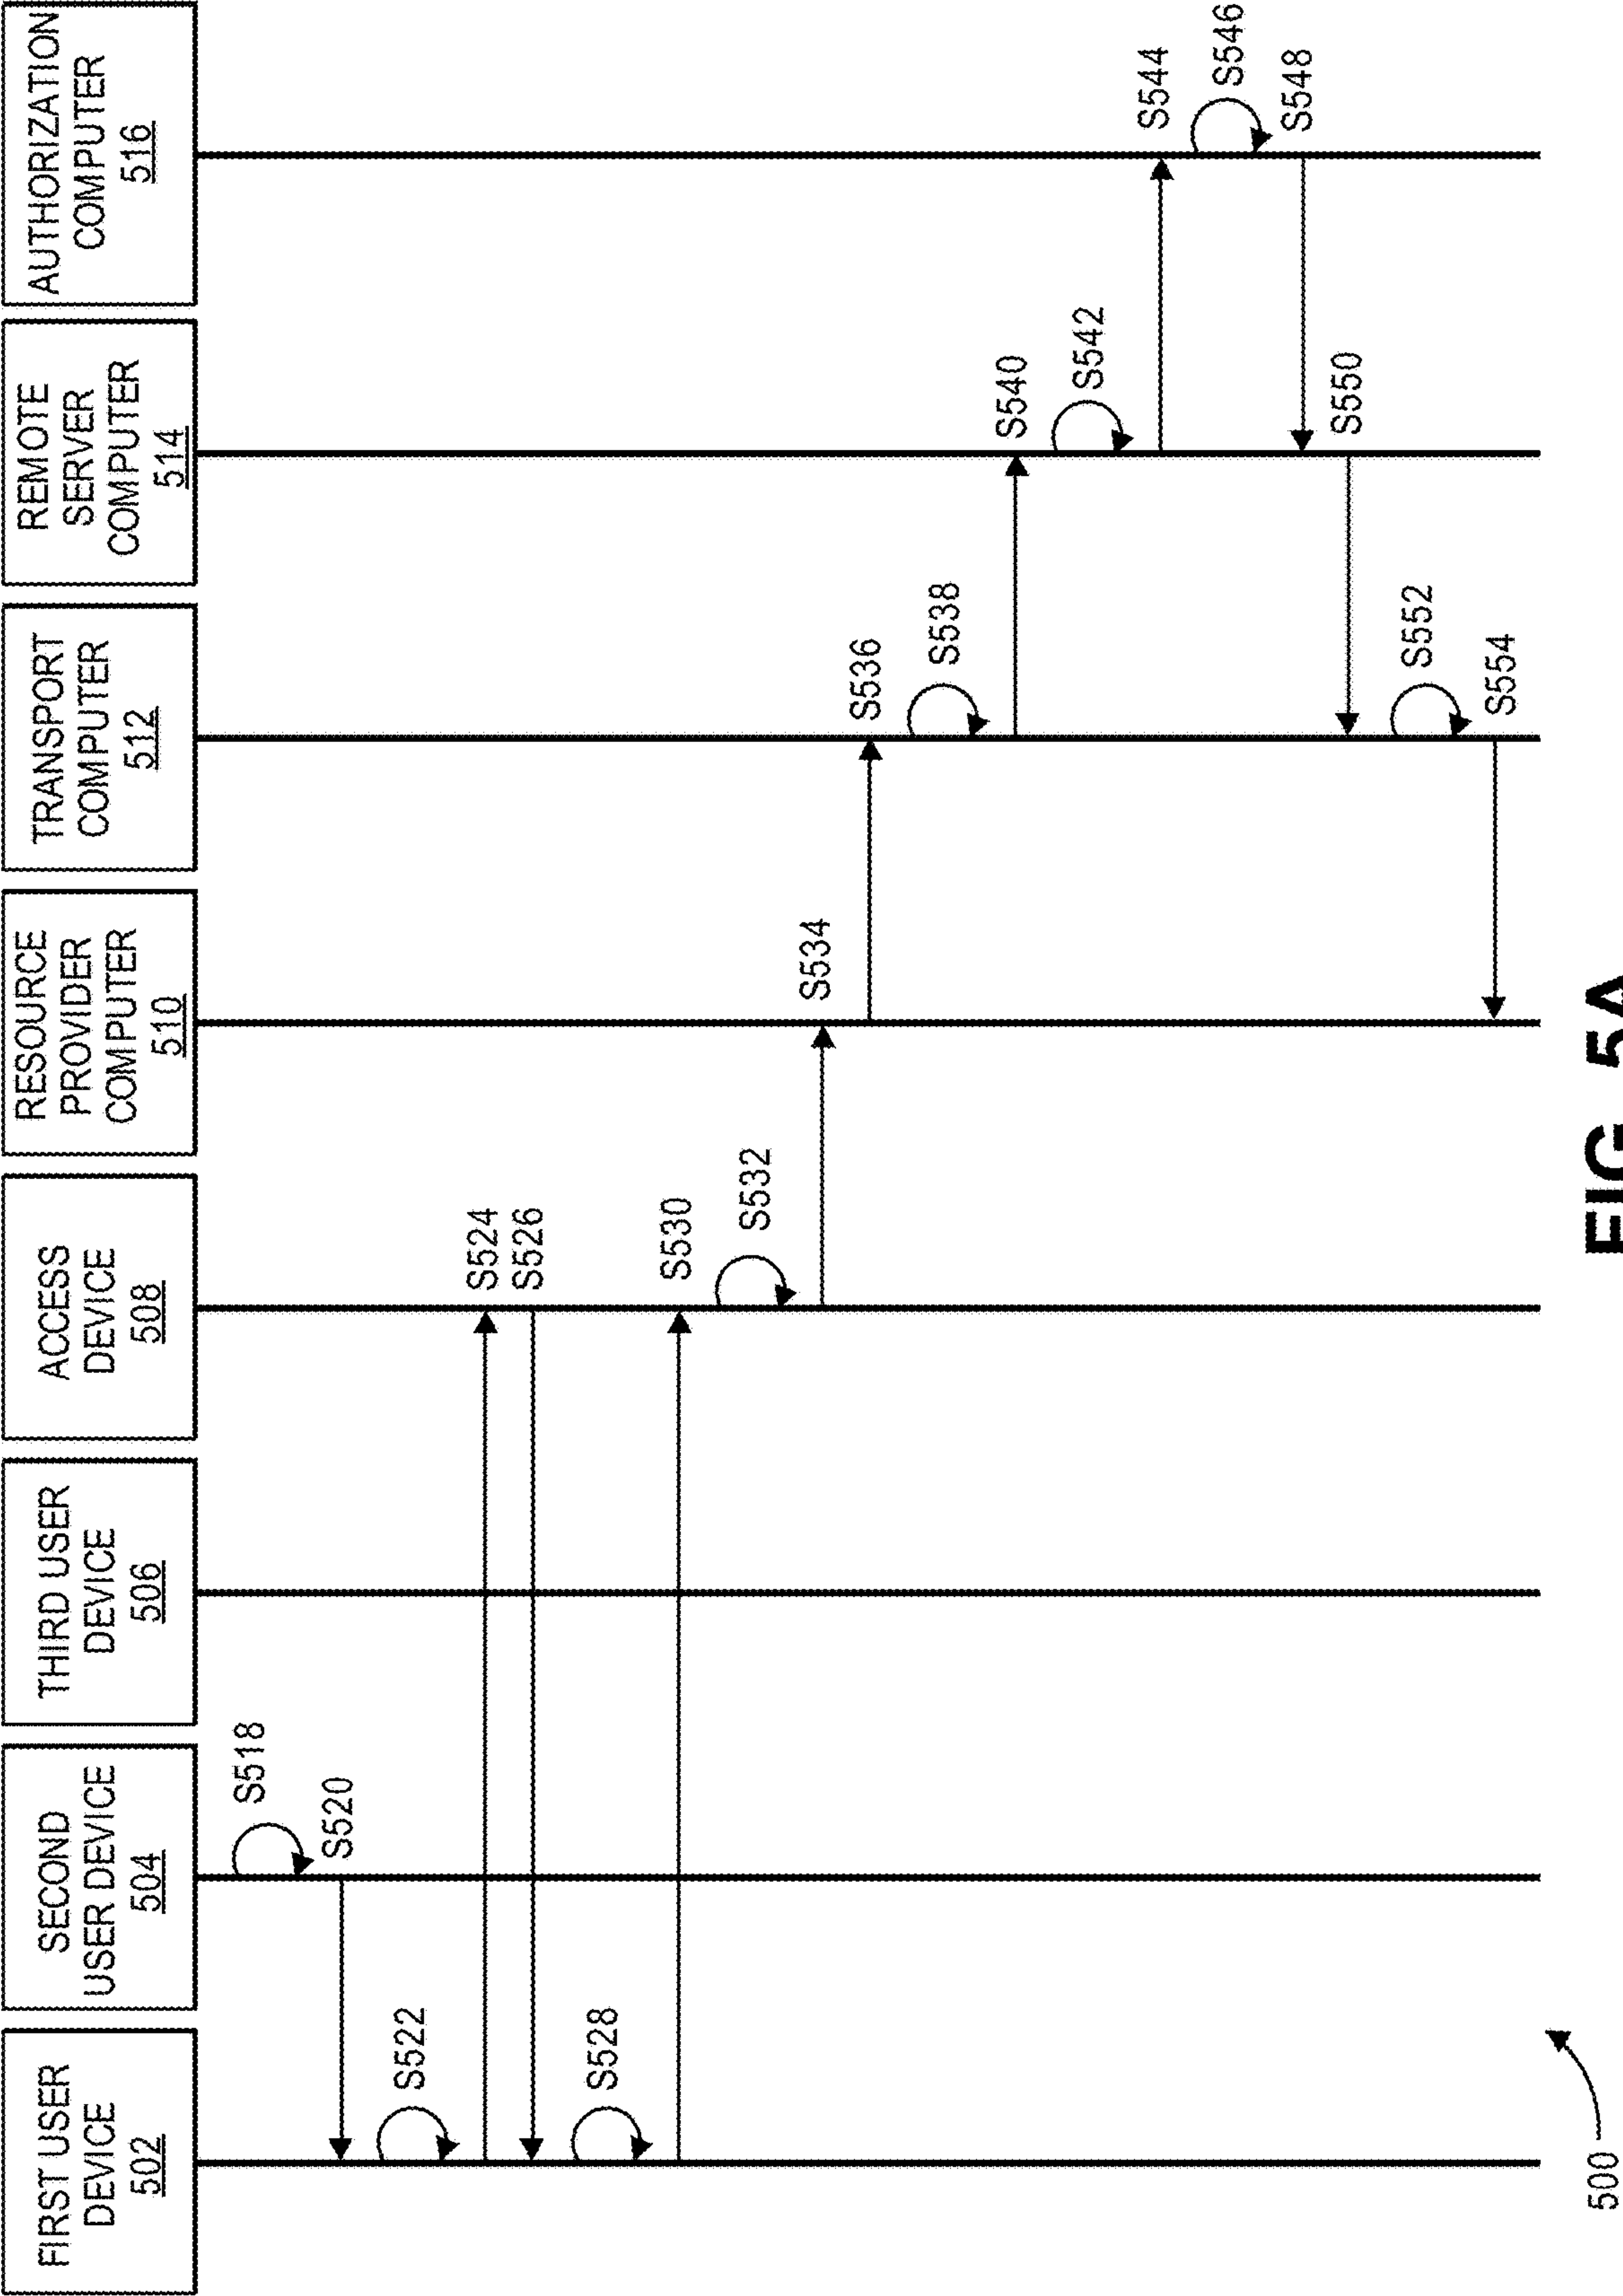 FIRST USER
DEVICE
502
SECOND
USER DEVICE
504
THIRD USER
DEVICE
506
ACCESS
DEVICE
508
RESOURCE
PROVIDER
COMPUTER
510
TRANSPORT
COMPUTER
512
REMOTE
SERVER
COMPUTER
514
AUTHORIZATION
COMPUTER
516
S518
S520
S522
S524
S526
S528
S530
S532
S534
S536
S538
S540
S542
S544
S546
S548
S550
S552
S554
500
FIG. 5A